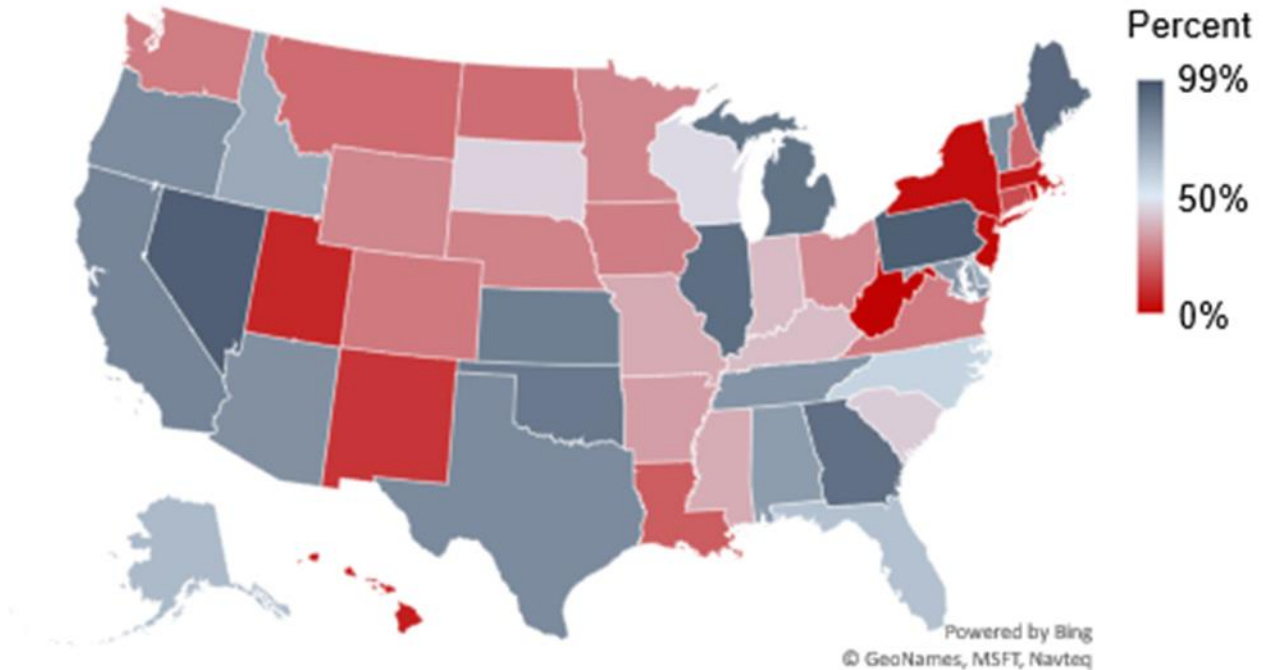 Percent
99%
50%
0%
Powered by Bing
© GeoNames, MSFT, Navteq